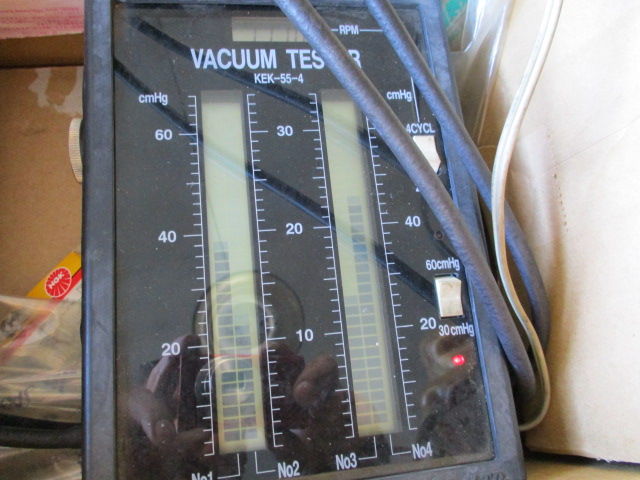 RPM
VACUUM TESTER
KEK-55-4
cmHg
cmHg
4CYCL
60
30
40
20
40
60cmHg
20
10
20
30cmHg
No1
No2
No3
No4
NGK